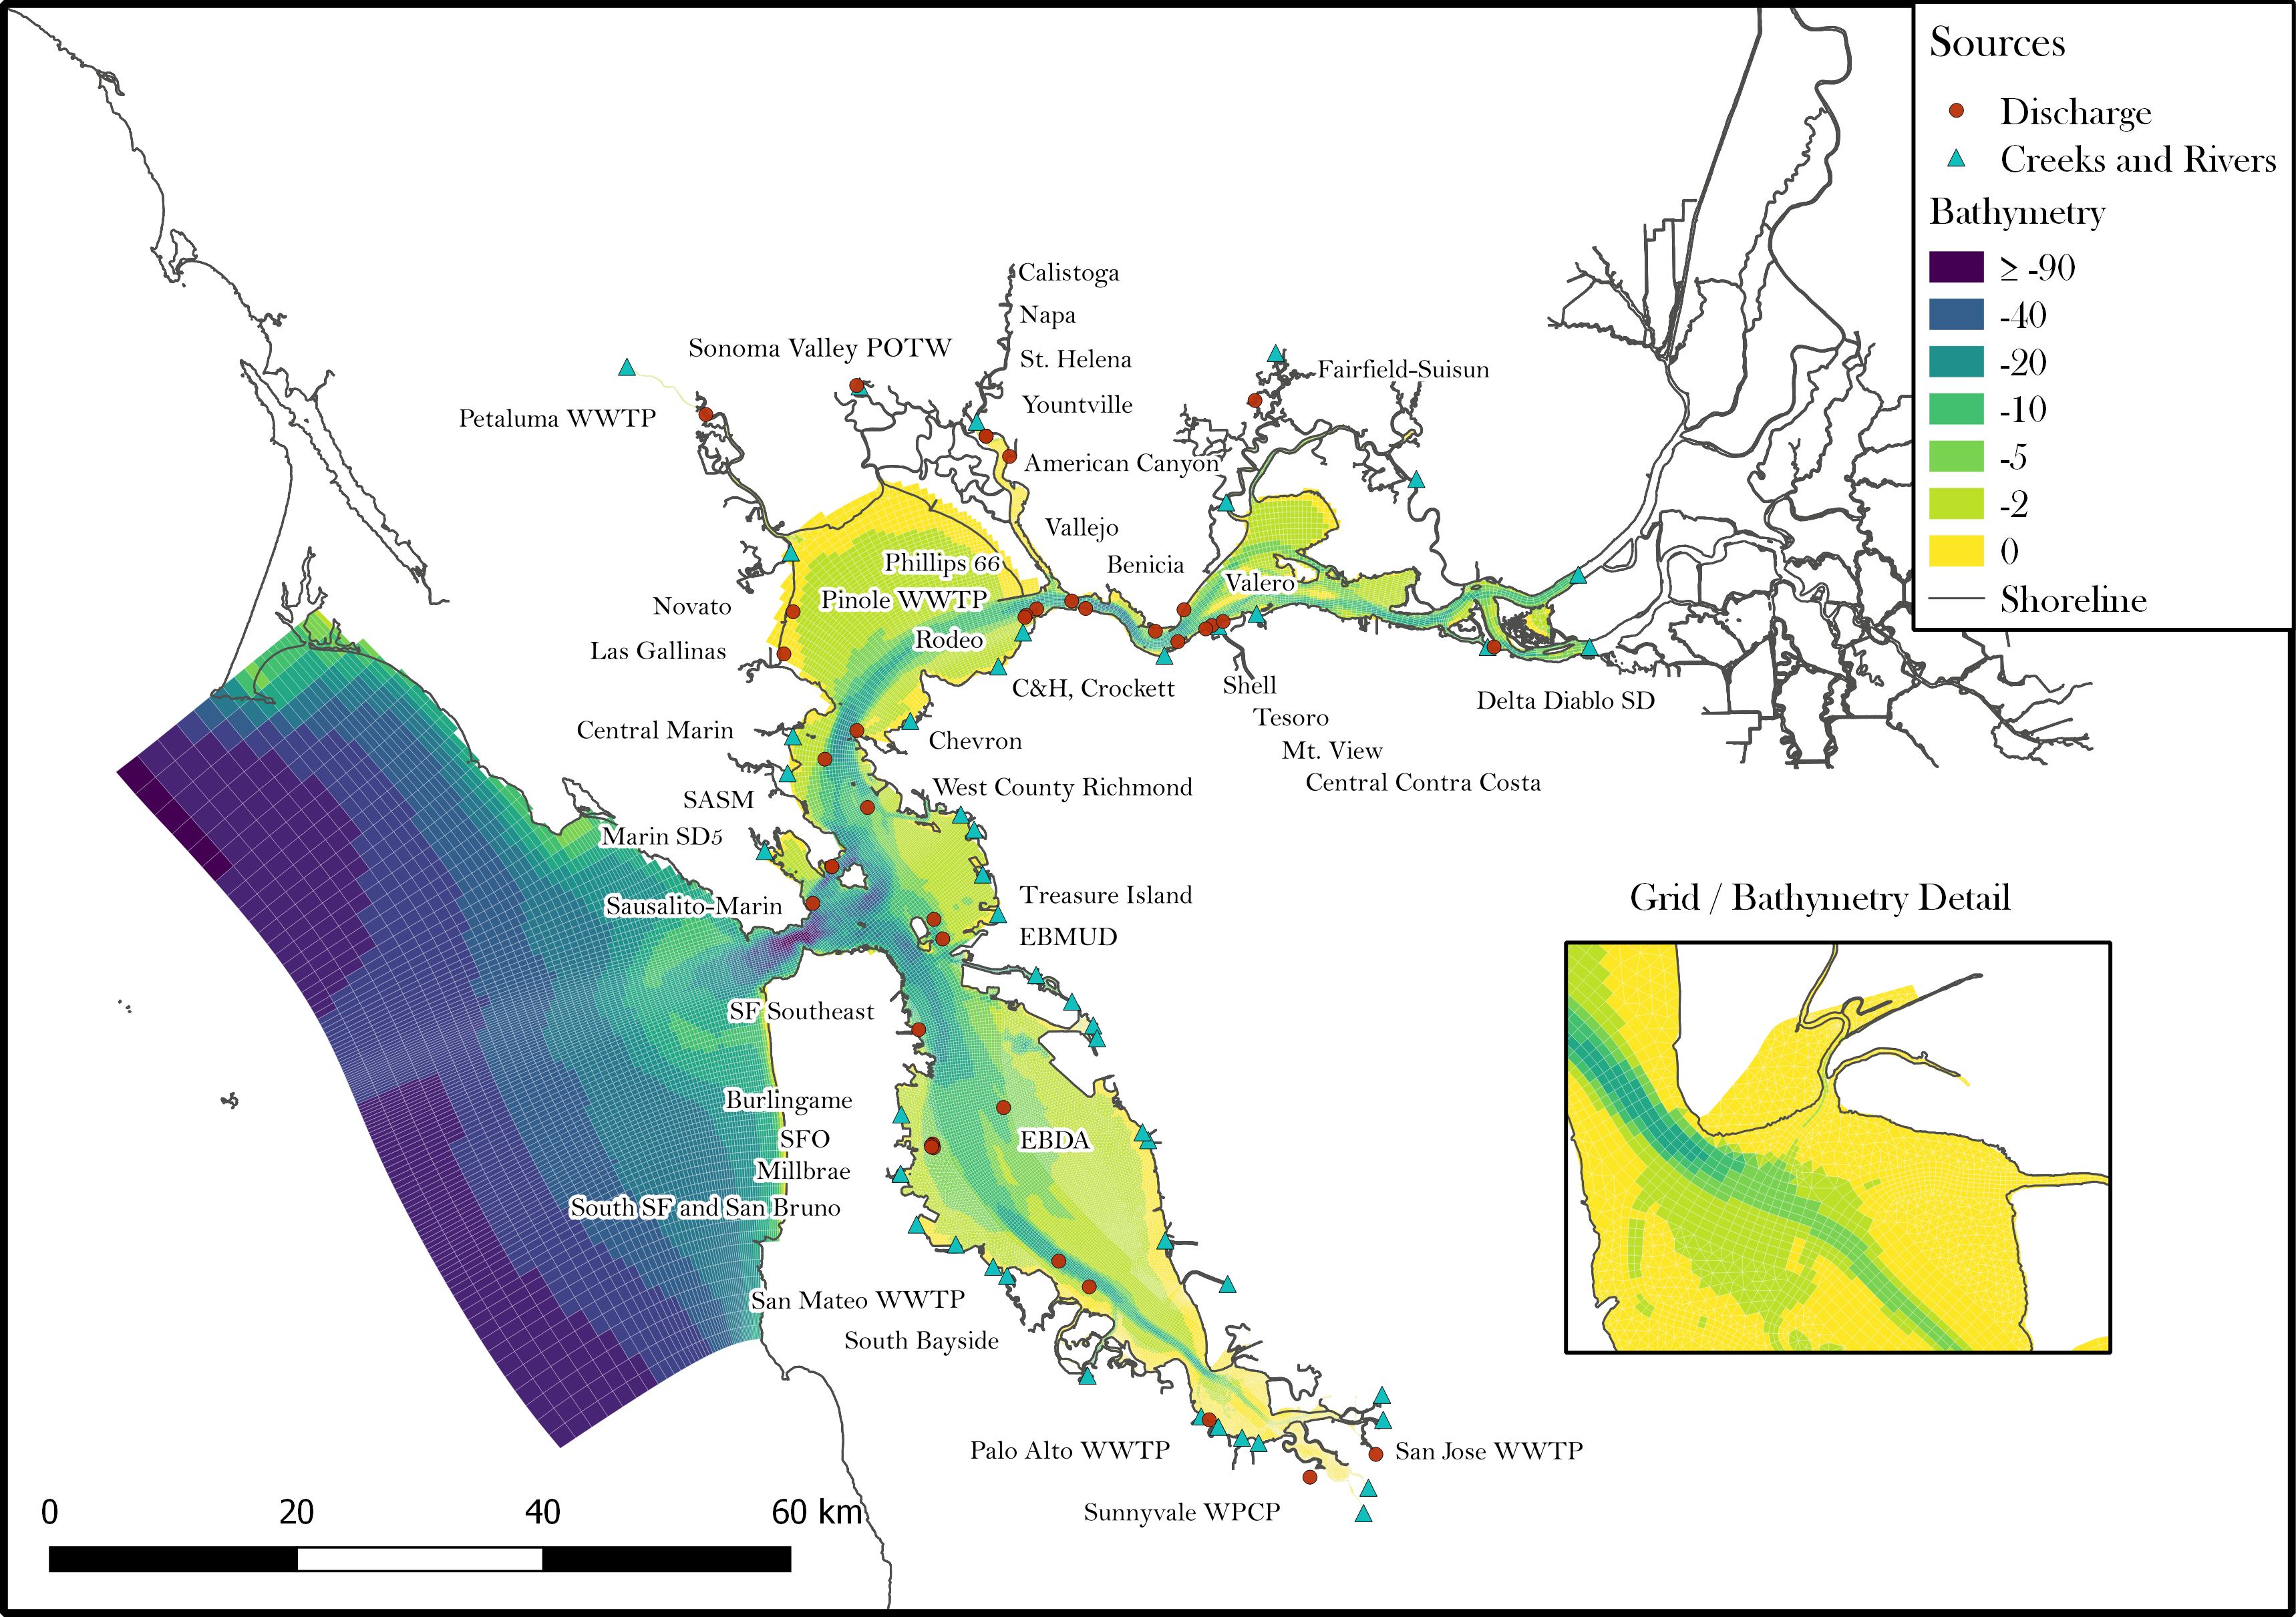 Sources
Discharge
Creeks and Rivers
Bathymetry
≥ -90
-40
-20
-10
-5
-2
0
Shoreline
Calistoga
Napa
St. Helena
Yountville
American Canyon
Vallejo
Benicia
Sonoma Valley POTW
Petaluma WWTP
Fairfield-Suisun
Phillips 66
Pinole WWTP
Rodeo
Valero
Novato
Las Gallinas
C&H, Crockett
Shell
Tesoro
Mt. View
Central Contra Costa
Delta Diablo SD
Central Marin
Chevron
West County Richmond
SASM
Marin SD5
Sausalito-Marin
Treasure Island
EBMUD
SF Southeast
Burlingame
SFO
Millbrae
South SF and San Bruno
EBDA
San Mateo WWTP
South Bayside
Palo Alto WWTP
San Jose WWTP
Sunnyvale WPCP
Grid / Bathymetry Detail
0 20 40 60 km